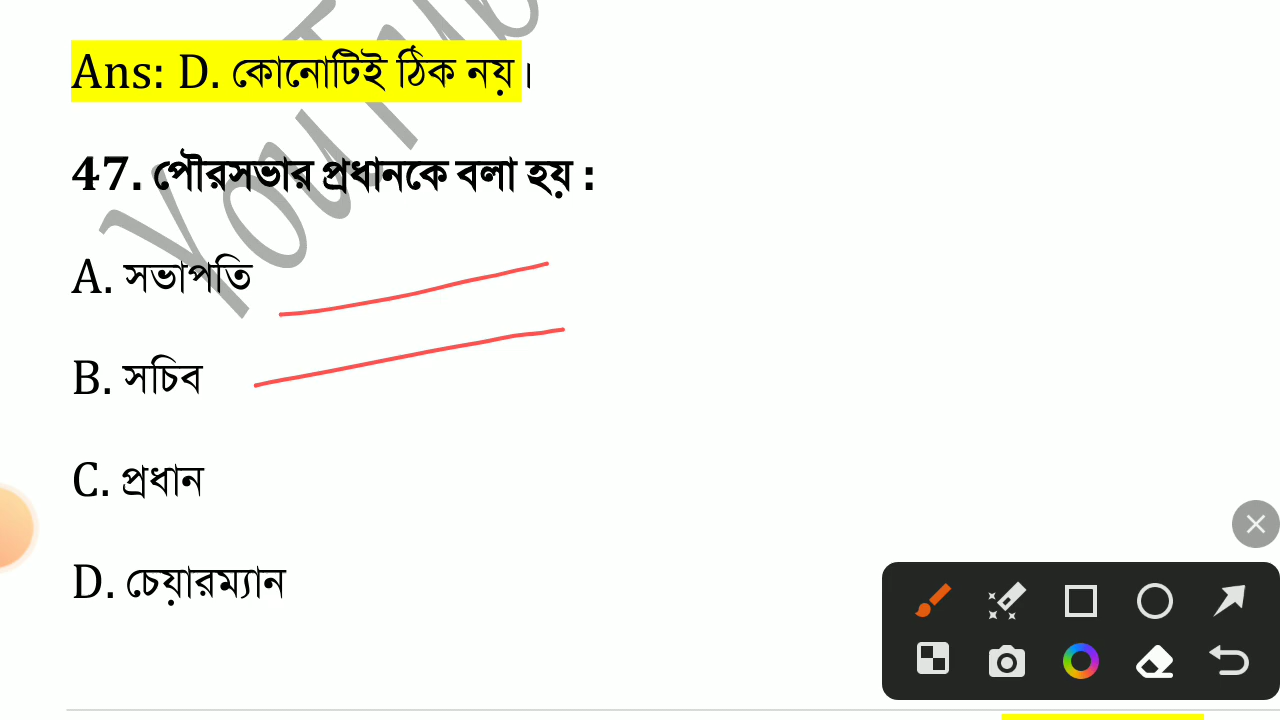 Ans: D. কোনোটিই ঠিক নয়।
47. পৌরসভার প্রধানকে বলা হয় :
A. সভাপতি
B. সচিব
C. প্রধান
D. চেয়ারম্যান